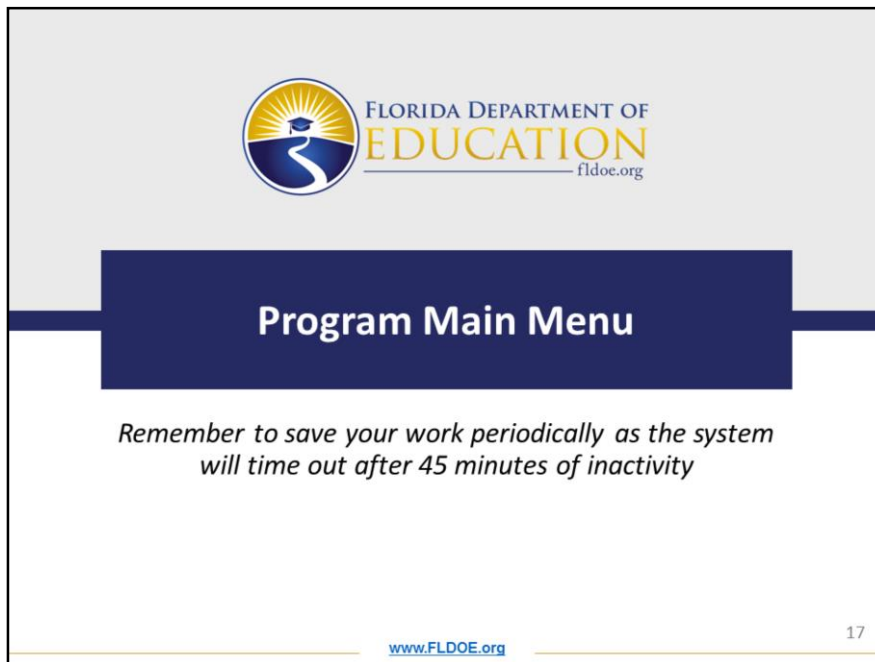 FLORIDA DEPARTMENT OF
EDUCATION
fldoe.org
Program Main Menu
Remember to save your work periodically as the system
will time out after 45 minutes of inactivity
17
www.FLDOE.org